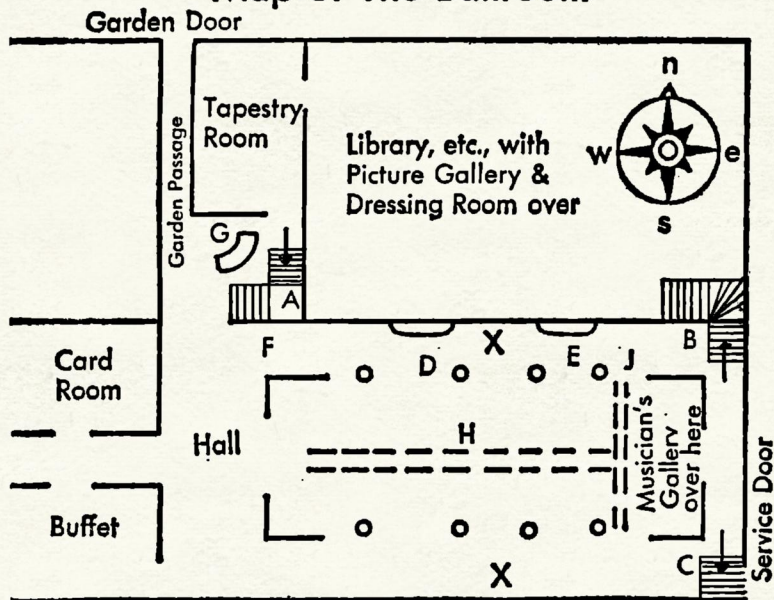 Garden Door
n
Tapestry
Room
Library, etc., with
Picture Gallery &
Dressing Room over
w
e
s
Garden Passage
G
A
F
X
B
D
E
J
Card
Room
Hall
H
Musician's
Gallery
over here
Buffet
X
C
Service Door